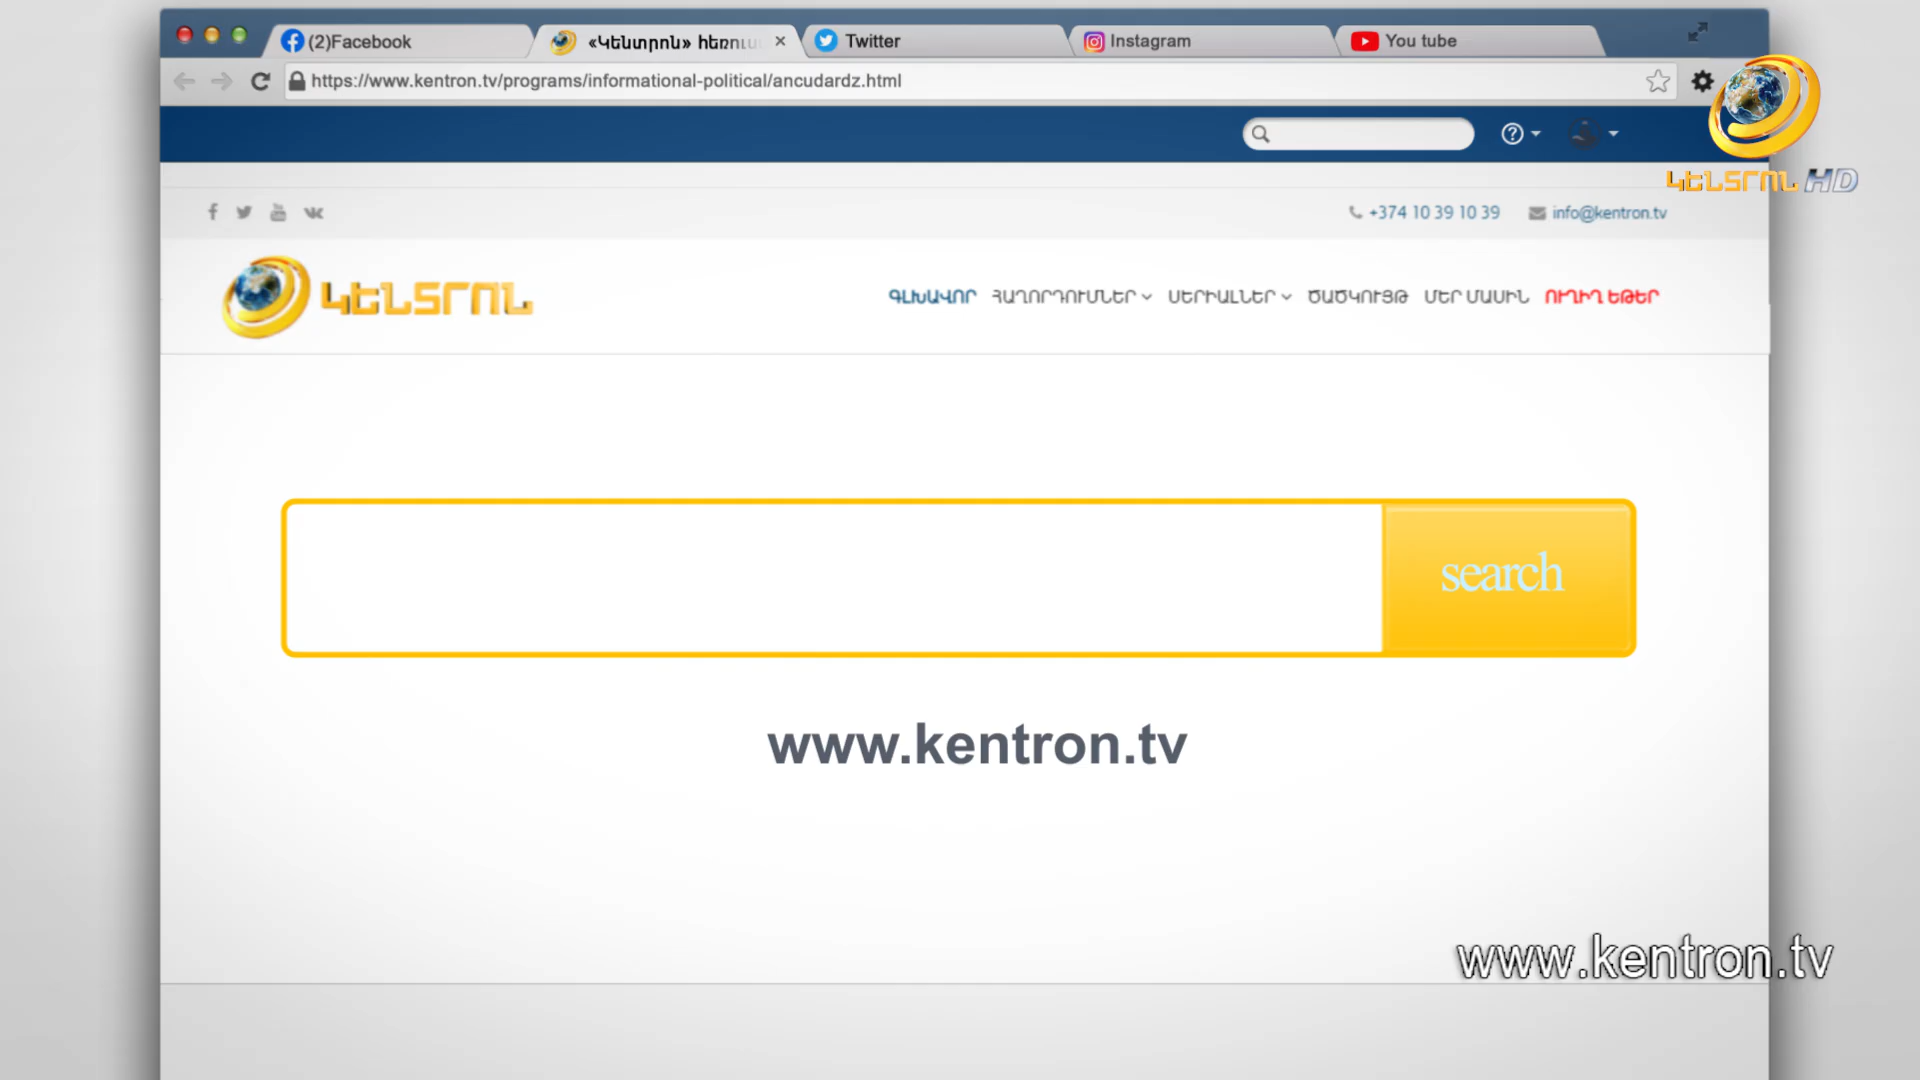 (2)Facebook
«Կենտրոն» հեռուս
Twitter
Instagram
You tube
https://www.kentron.tv/programs/informational-political/ancudardz.html
ԿԵՆՏՐՈՆ HD
+374 10 39 10 39
info@kentron.tv
ԿԵՆՏՐՈՆ
ԳԼԽԱՎՈՐ ՀԱՂՈՐԴՈՒՄՆԵՐ ՍԵՐԻԱԼՆԵՐ ԾԱԾԿՈՒՅԹ ՄԵՐ ՄԱՍԻՆ ՈՒՂԻՂ ԵԹԵՐ
search
www.kentron.tv
www.kentron.tv